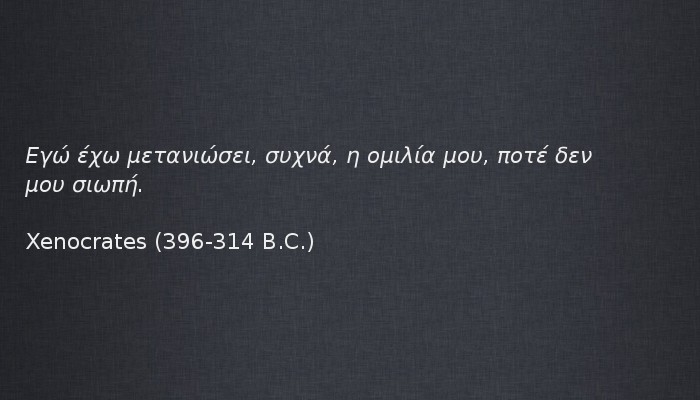 Εγώ έχω μετανιώσει, συχνά, η ομιλία μου, ποτέ δεν
μου σιωπή.
Xenocrates (396-314 B.C.)